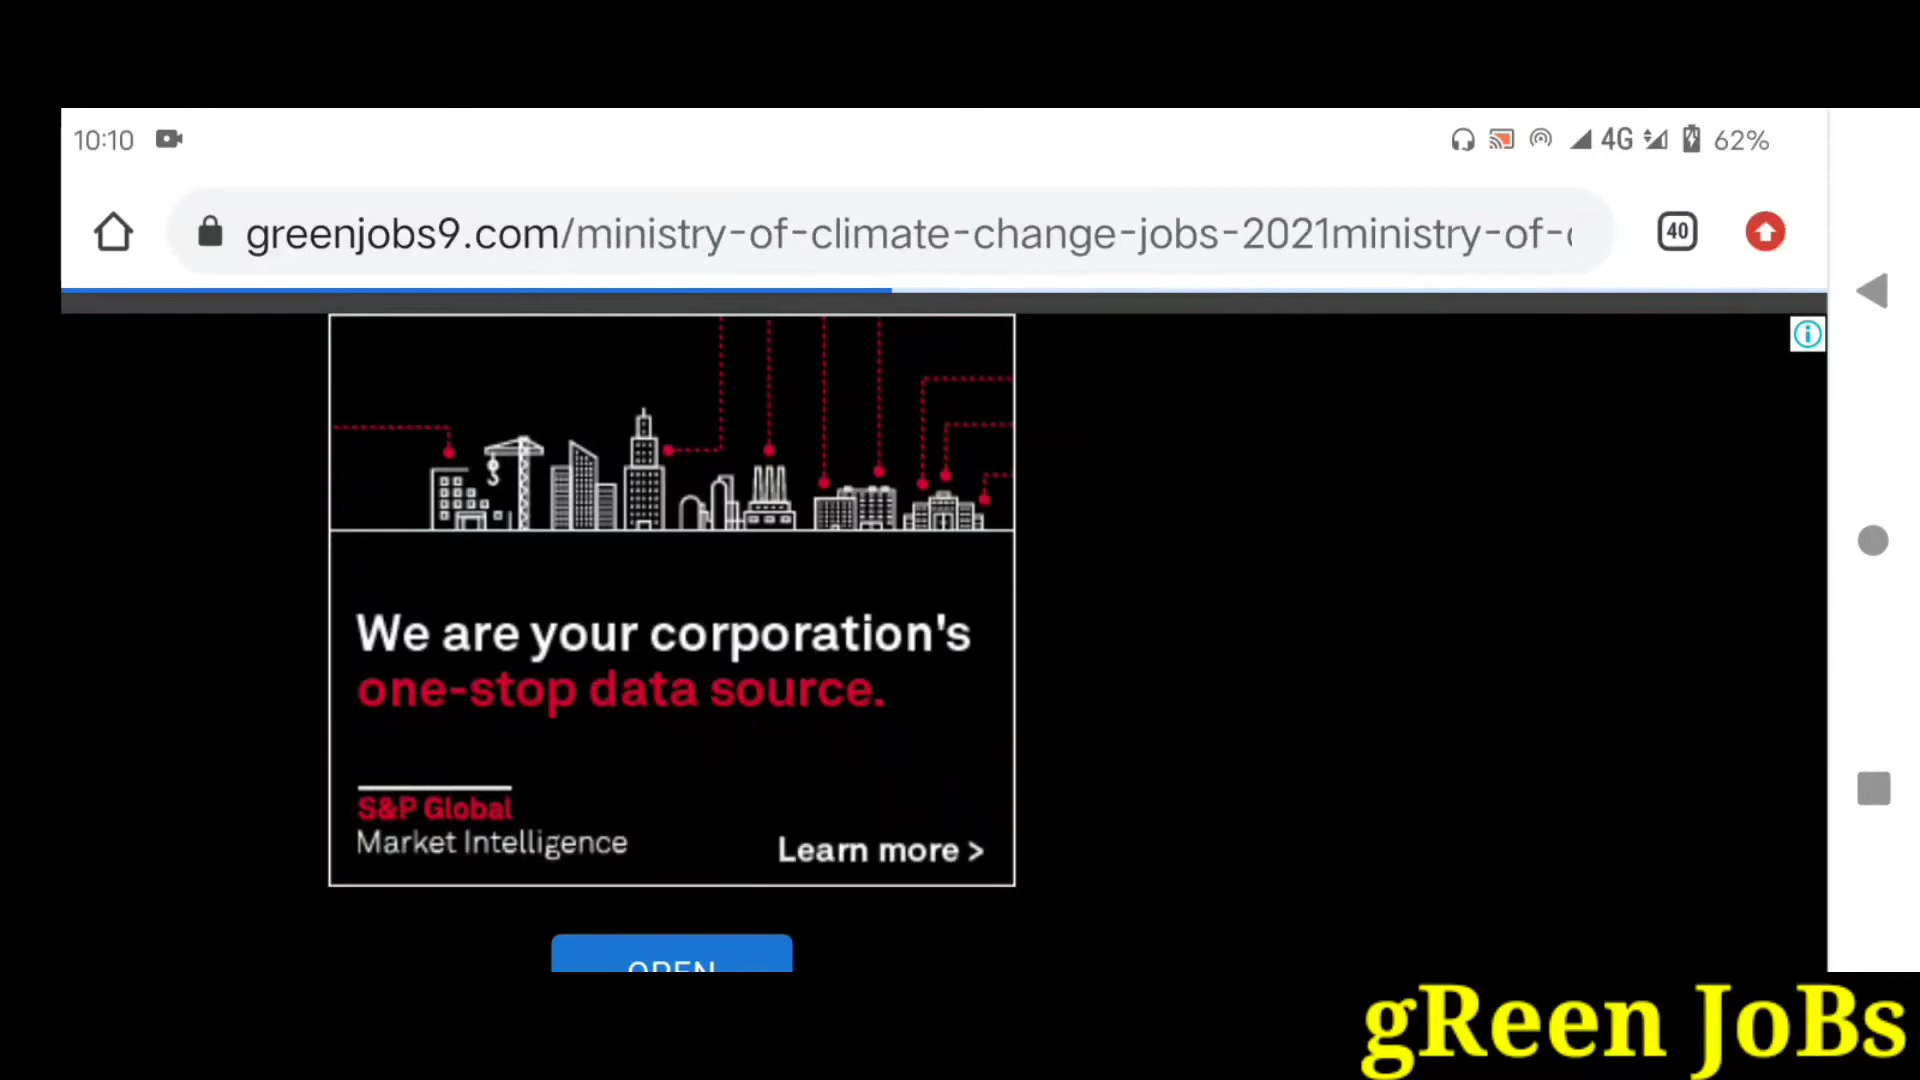 10:10
4G 62%
greenjobs9.com/ministry-of-climate-change-jobs-2021ministry-of-
40
We are your corporation's
one-stop data source.
S&P Global
Market Intelligence
Learn more >
OPEN
gReen JoBs